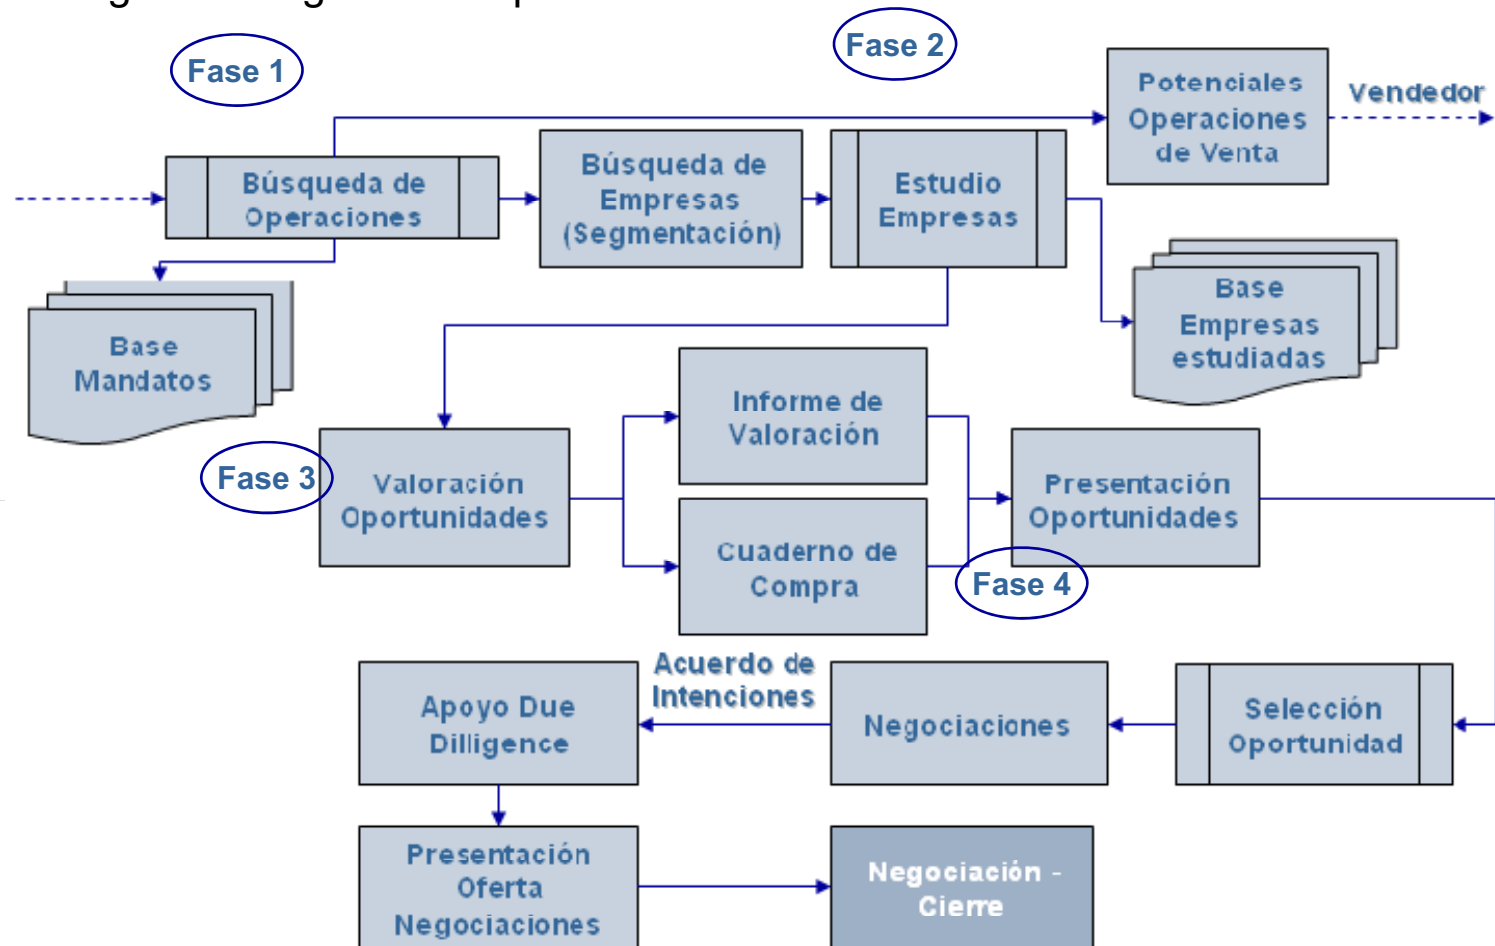 Fase 1
Fase 2
Potenciales
Operaciones
de Venta
Vendedor
Búsqueda de
Operaciones
Búsqueda de
Empresas
(Segmentación)
Estudio
Empresas
Base
Mandatos
Base
Empresas
estudiadas
Informe de
Valoración
Fase 3
Valoración
Oportunidades
Presentación
Oportunidades
Cuaderno de
Compra
Fase 4
Acuerdo de
Intenciones
Apoyo Due
Dilligence
Negociaciones
Selección
Oportunidad
Presentación
Oferta
Negociaciones
Negociación -
Cierre